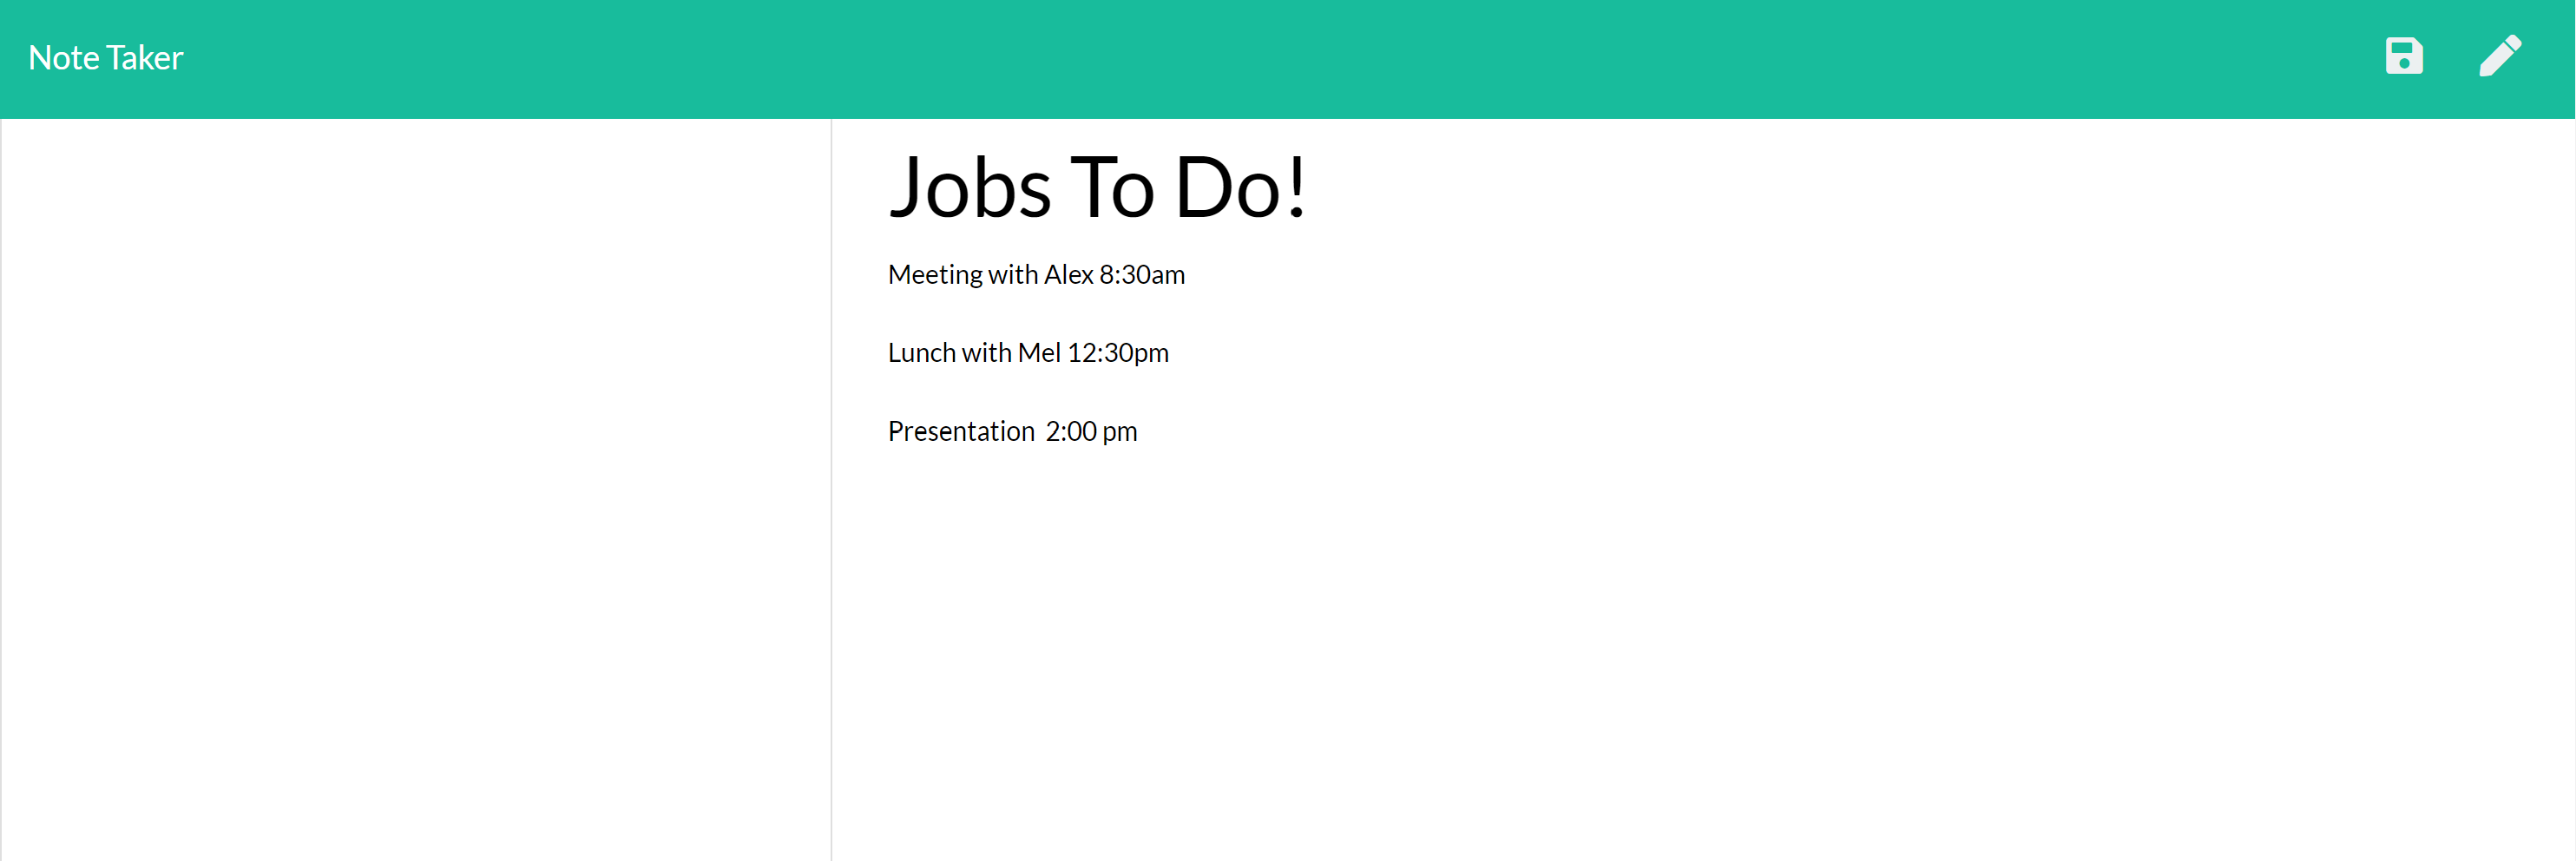 Note Taker
Jobs To Do!
Meeting with Alex 8:30am
Lunch with Mel 12:30pm
Presentation  2:00 pm